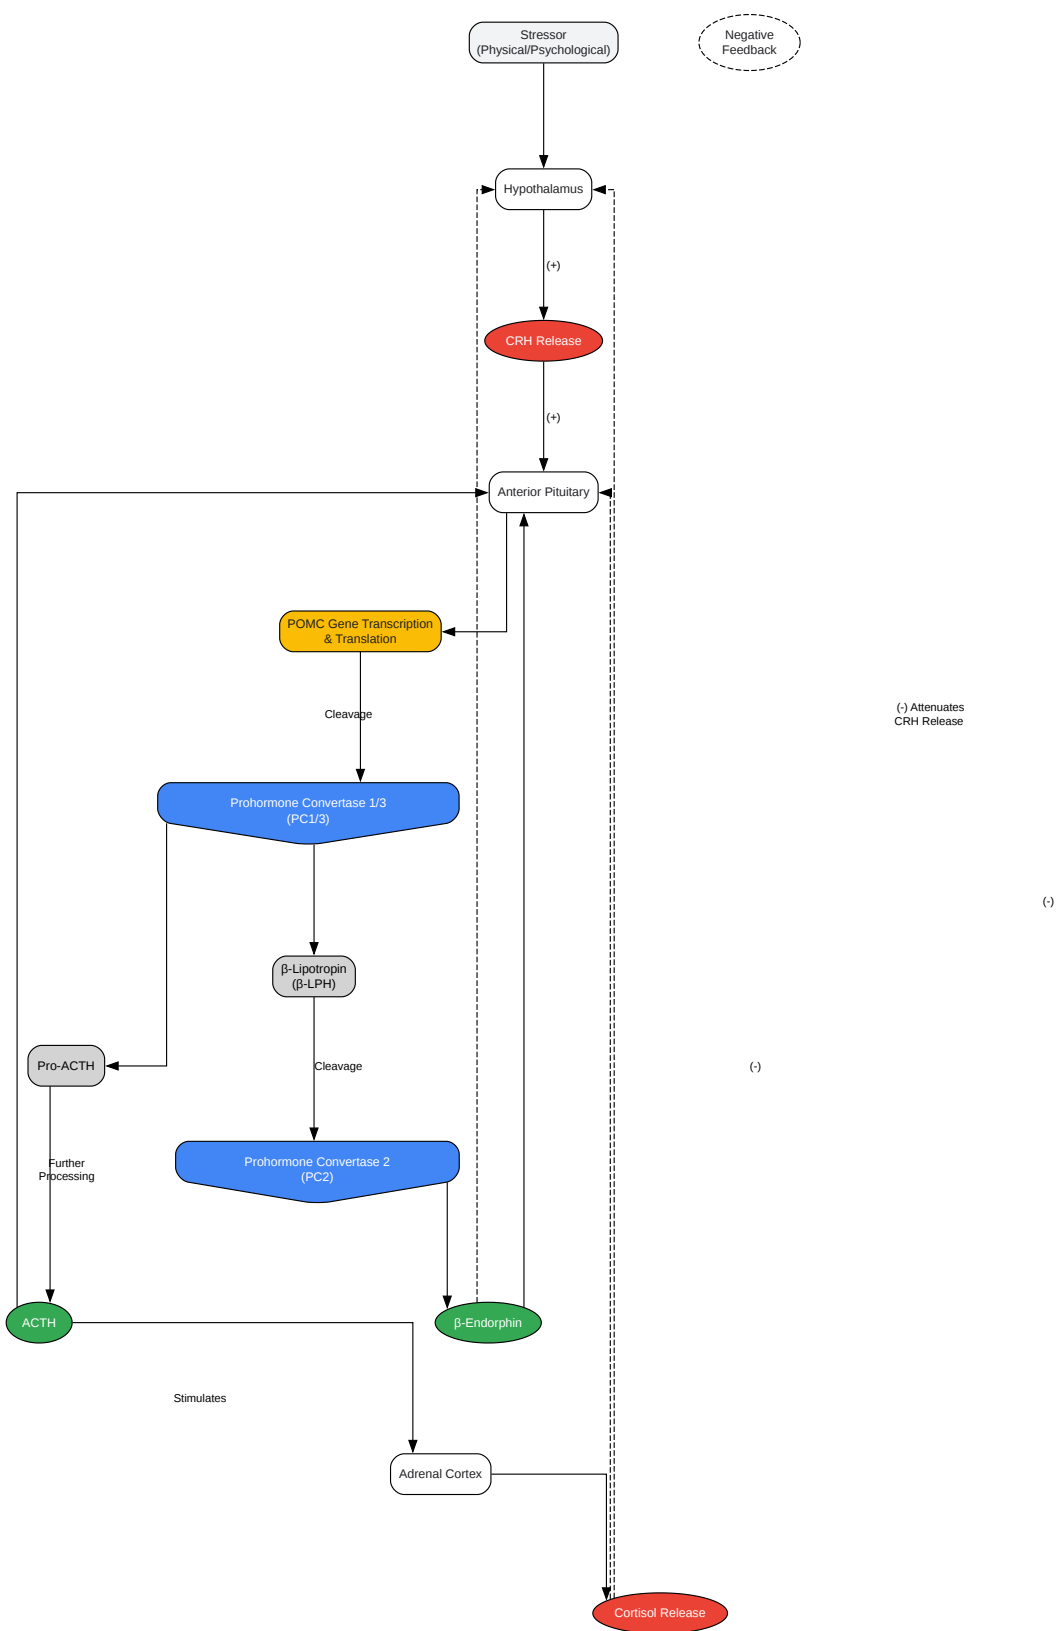 Stressor
(Physical/Psychological)
Negative
Feedback
Hypothalamus
(+)
CRH Release
(+)
Anterior Pituitary
POMC Gene Transcription
& Translation
(-) Attenuates
CRH Release
Cleavage
Prohormone Convertase 1/3
(PC1/3)
(-)
β-Lipotropin
(β-LPH)
Pro-ACTH
Cleavage
(-)
Further
Processing
Prohormone Convertase 2
(PC2)
ACTH
β-Endorphin
Stimulates
Adrenal Cortex
Cortisol Release